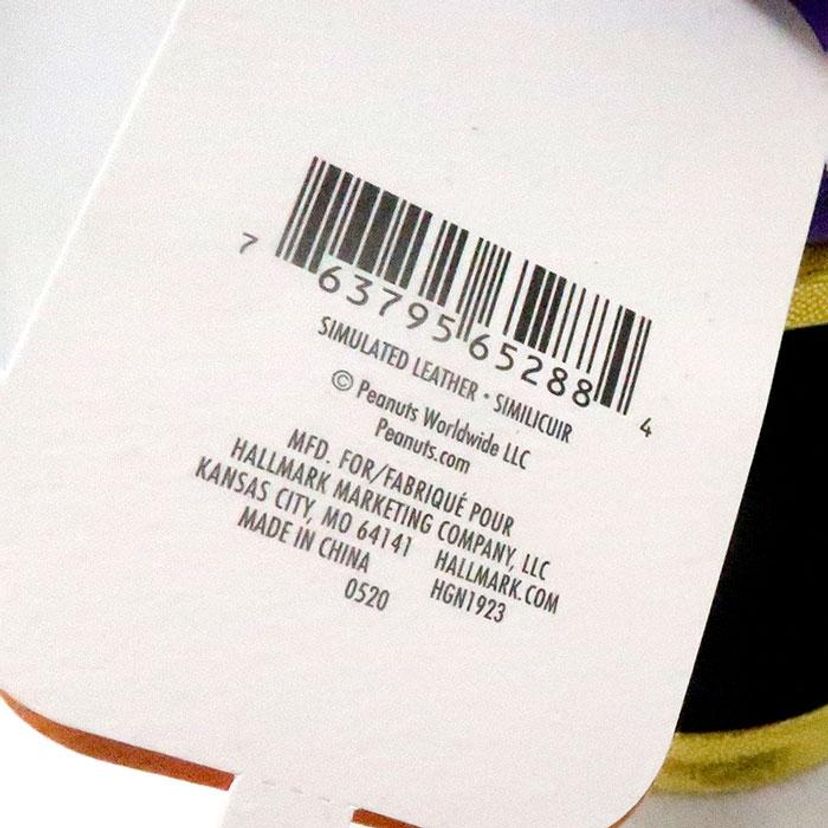 7 63795 65288 4
SIMULATED LEATHER • SIMILICUIR
© Peanuts Worldwide LLC
Peanuts.com
MFD. FOR/FABRIQUÉ POUR
HALLMARK MARKETING COMPANY, LLC
KANSAS CITY, MO 64141 HALLMARK.COM
MADE IN CHINA HGN1923
0520